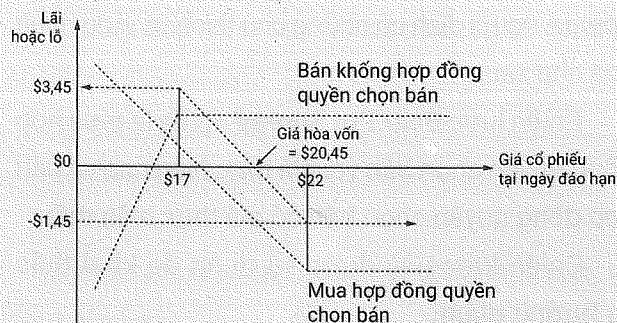 Lãi
hoặc lỗ
$3,45
Bán khống hợp đồng
quyền chọn bán
Giá hòa vốn
= $20,45
$0
$17
$22
Giá cổ phiếu
tại ngày đáo hạn
-$1,45
Mua hợp đồng quyền
chọn bán